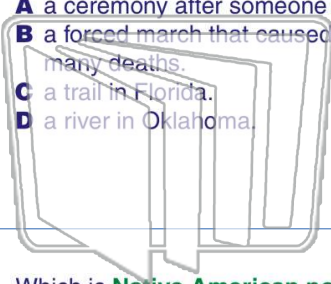 A a ceremony after someone
B a forced march that caused
many deaths.
C a trail in Florida.
D a river in Oklahoma.
Which is Native American